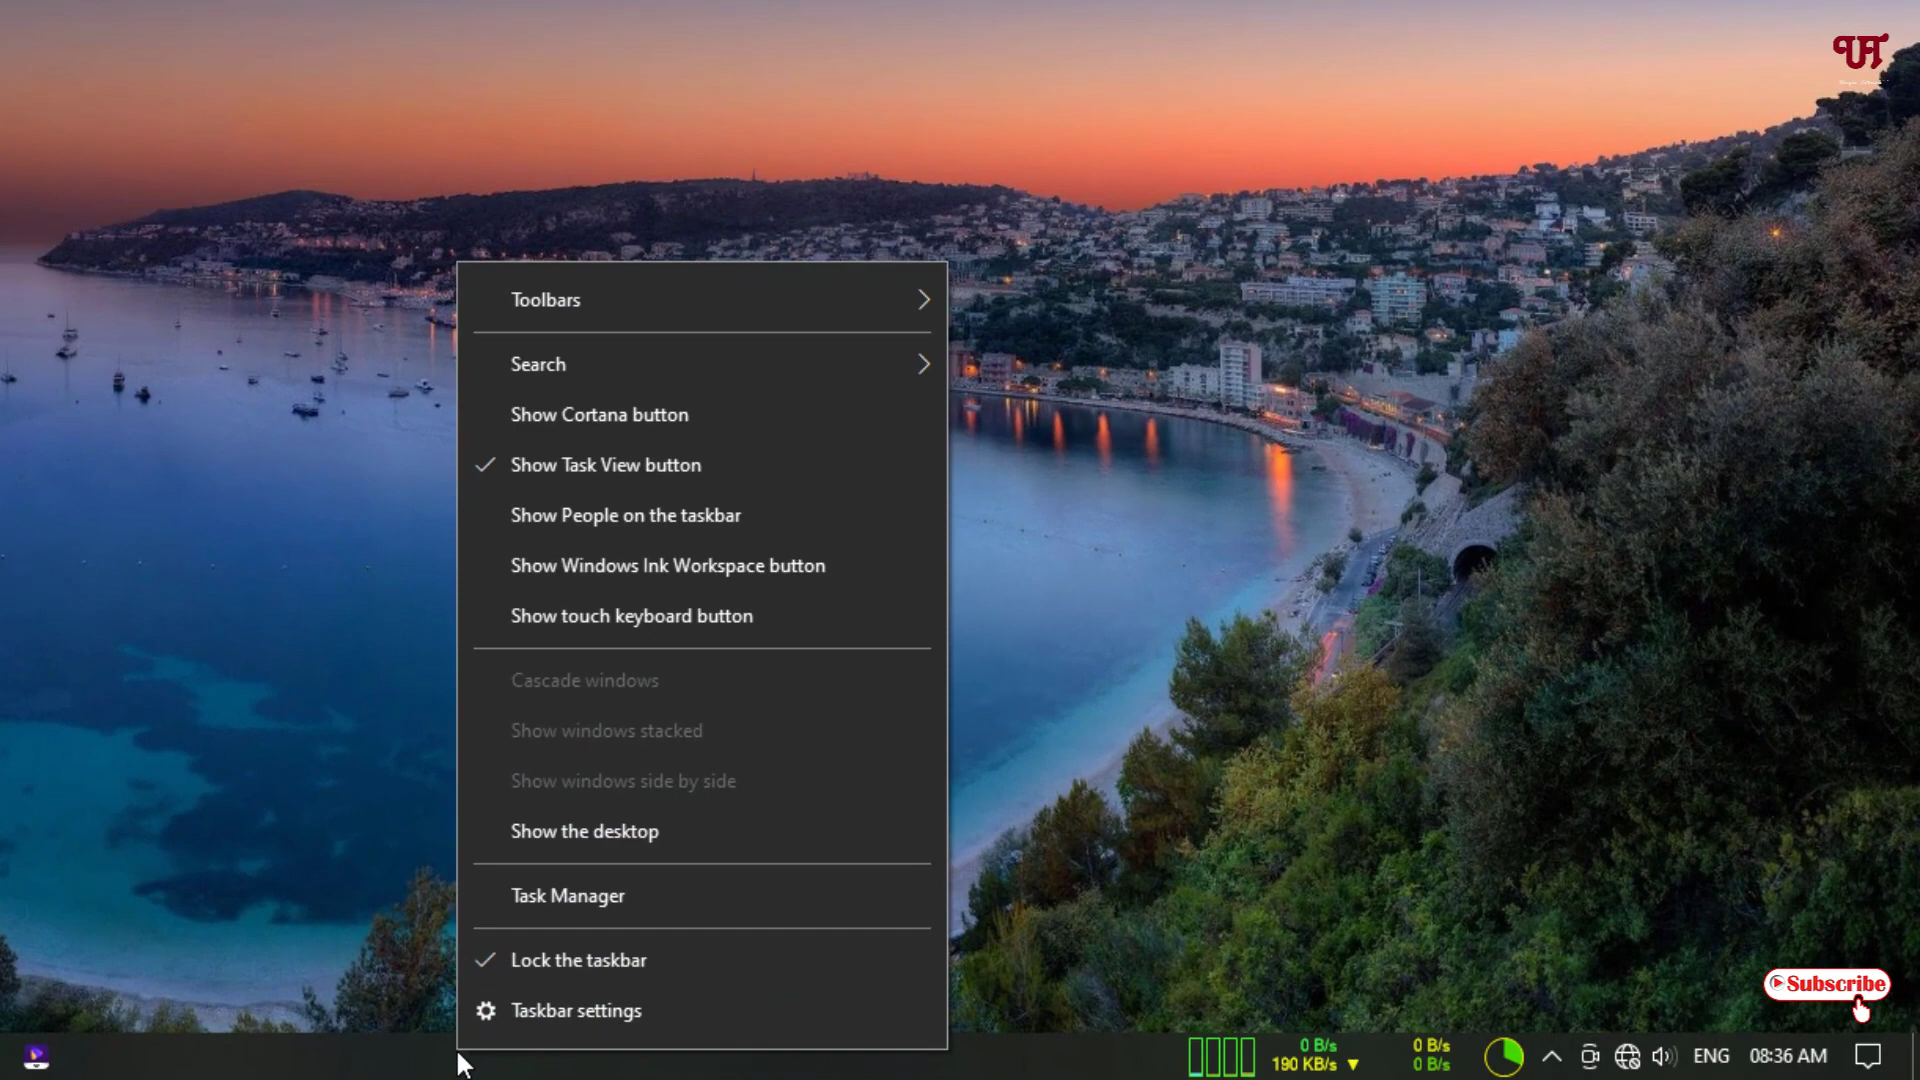 UT
Toolbars
Search
Show Cortana button
Show Task View button
Show People on the taskbar
Show Windows Ink Workspace button
Show touch keyboard button
Cascade windows
Show windows stacked
Show windows side by side
Show the desktop
Task Manager
Lock the taskbar
Taskbar settings
Subscribe
0 B/s 0 B/s
190 KB/s 0 B/s
ENG 08:36 AM